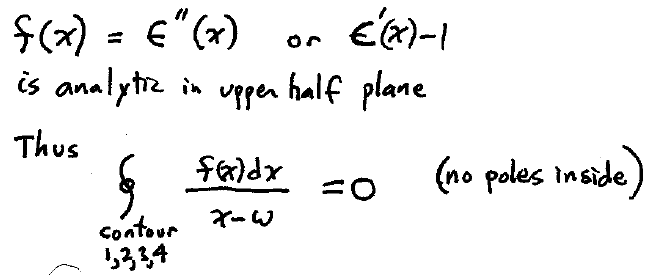 f(x) = ϵ″(x) or ϵ′(x)-1
is analytic in upper half plane
Thus
∮ f(x)dx / x-ω = 0 (no poles inside)
contour
1,2,3,4